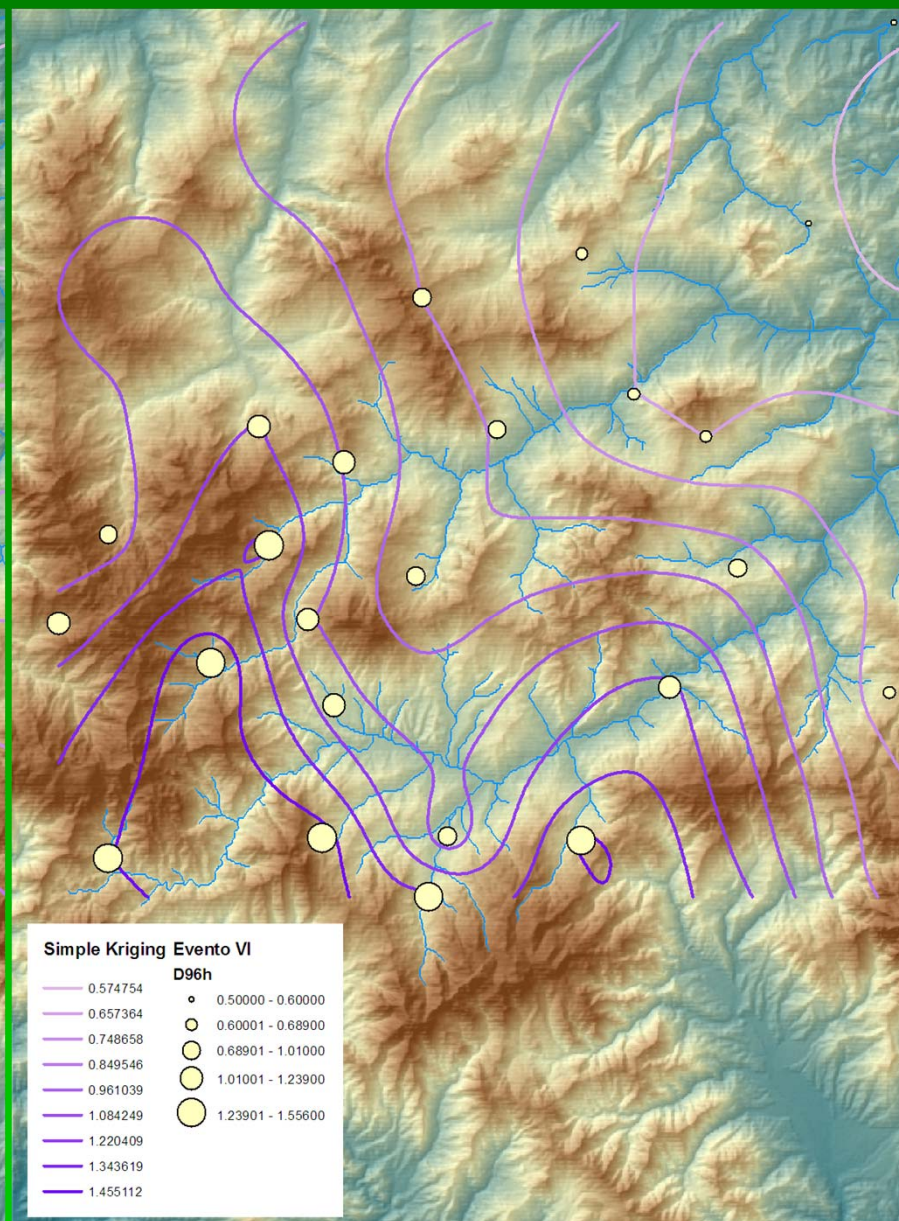 Simple Kriging Evento VI
D96h
0.574754
0.657364
0.748658
0.849546
0.961039
1.084249
1.220409
1.343619
1.455112
0.50000 - 0.60000
0.60001 - 0.68900
0.68901 - 1.01000
1.01001 - 1.23900
1.23901 - 1.55600